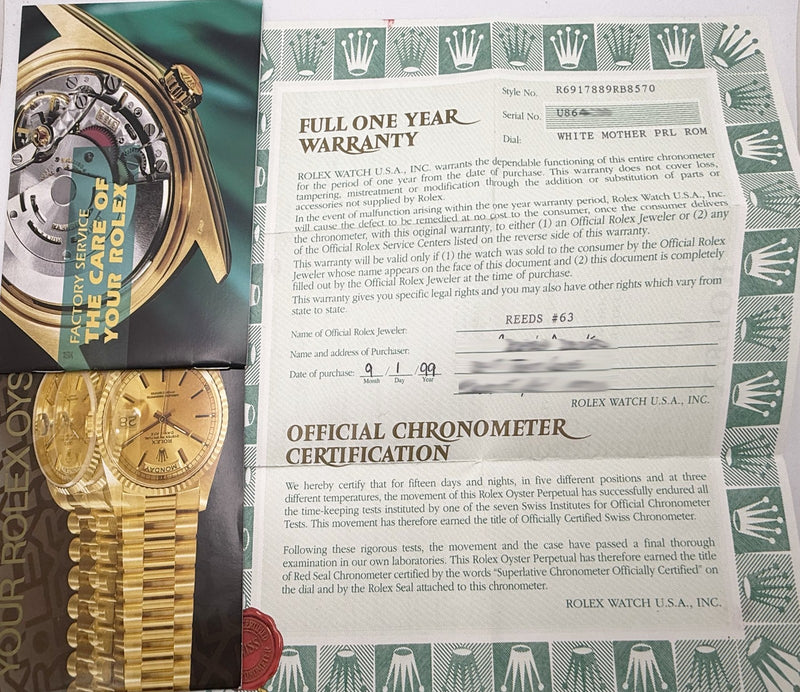 FACTORY SERVICE
THE CARE OF
YOUR ROLEX
YOUR ROLEX OYS
ROLEX
MONDAY
28
Style No. R6917889RB8570
Serial No. U86
Dial: WHITE MOTHER PRL ROM
FULL ONE YEAR
WARRANTY
ROLEX WATCH U.S.A., INC. warrants the dependable functioning of this entire chronometer
for the period of one year from the date of purchase. This warranty does not cover loss,
tampering, mistreatment or modification through the addition or substitution of parts or
accessories not supplied by Rolex.
In the event of malfunction arising within the one year warranty period, Rolex Watch U.S.A., Inc.
will cause the defect to be remedied at no cost to the consumer, once the consumer delivers
the chronometer, with this original warranty, to either (1) an Official Rolex Jeweler or (2) any
of the Official Rolex Service Centers listed on the reverse side of this warranty.
This warranty will be valid only if (1) the watch was sold to the consumer by the Official Rolex
Jeweler whose name appears on the face of this document and (2) this document is completely
filled out by the Official Rolex Jeweler at the time of purchase.
This warranty gives you specific legal rights and you may also have other rights which vary from
state to state.
Name of Official Rolex Jeweler: REEDS #63
Name and address of Purchaser:
Date of purchase: 9 / 1 / 99
Month Day Year
ROLEX WATCH U.S.A., INC.
OFFICIAL CHRONOMETER
CERTIFICATION
We hereby certify that for fifteen days and nights, in five different positions and at three
different temperatures, the movement of this Rolex Oyster Perpetual has successfully endured all
the time-keeping tests instituted by one of the seven Swiss Institutes for Official Chronometer
Tests. This movement has therefore earned the title of Officially Certified Swiss Chronometer.
Following these rigorous tests, the movement and the case have passed a final thorough
examination in our own laboratories. This Rolex Oyster Perpetual has therefore earned the title
of Red Seal Chronometer certified by the words "Superlative Chronometer Officially Certified" on
the dial and by the Rolex Seal attached to this chronometer.
ROLEX WATCH U.S.A., INC.